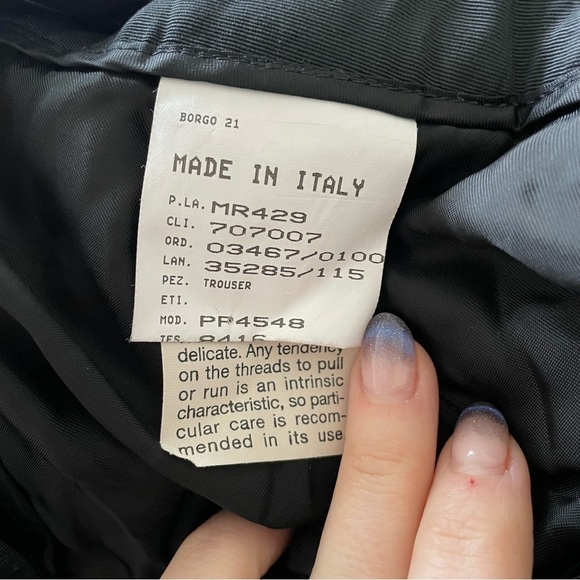 BORGO 21
MADE IN ITALY
P.LA. MR429
CLI. 707007
ORD. 03467/0100
LAN. 35285/115
PEZ. TROUSER
ETI.
MOD. PP4548
TES. 8416
delicate. Any tendency
on the threads to pull
or run is an intrinsic
characteristic, so parti-
cular care is recom-
mended in its use